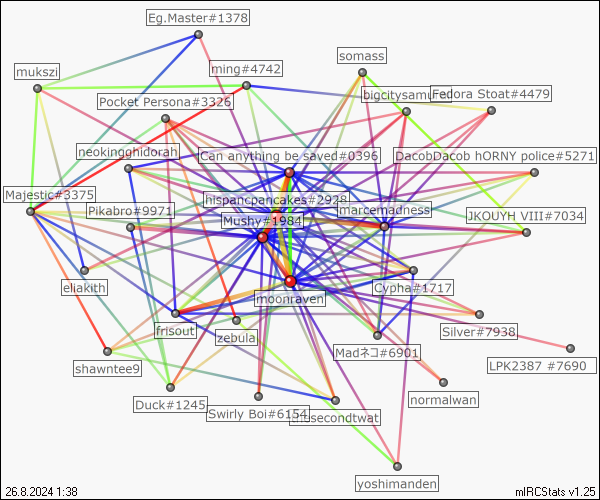 Eg.Master#1378
somass
mukszi
ming#4742
bigcitysamu
Fedora Stoat#4479
Pocket Persona#3326
neokinghidorah
Can anything be saved#0396
DacobDacob hORNY police#5271
Majestic#3375
hispancpancakes#2928
Pikabro#9971
Mushy#1984
marcemadness
JKOUYH VIII#7034
eliakith
moonraven
Cypha#1717
frisout
zebula
Madネコ#6901
Silver#7938
shawntee9
LPK2387 #7690
normalwan
Duck#1245
Swirly Boi#6154
secondtwat
yoshimanden
26.8.2024 1:38
mIRCStats v1.25